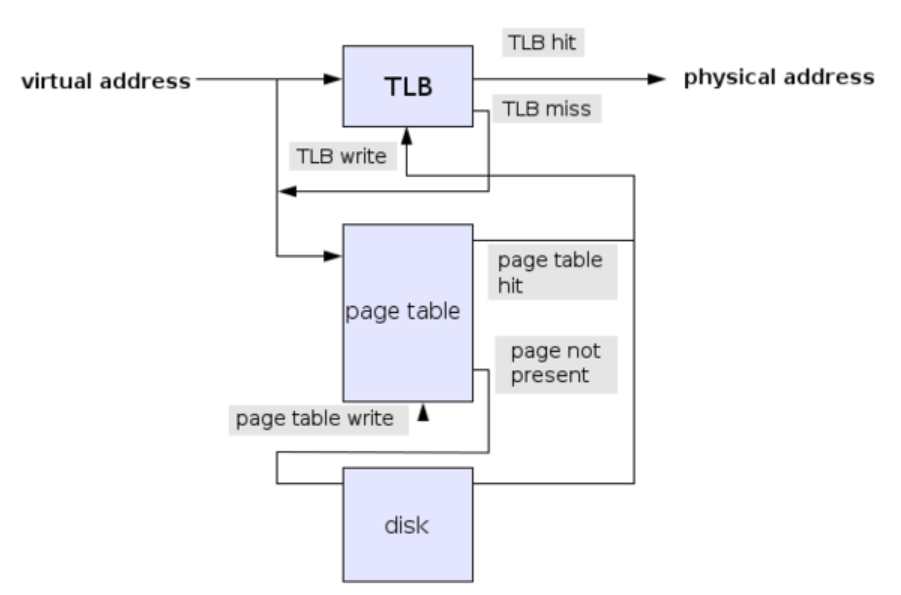 TLB hit
virtual address
TLB
physical address
TLB miss
TLB write
page table
hit
page table
page not
present
page table write
disk